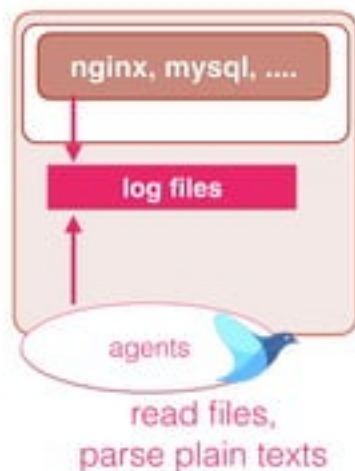 nginx, mysql, ....
log files
agents
read files,
parse plain texts